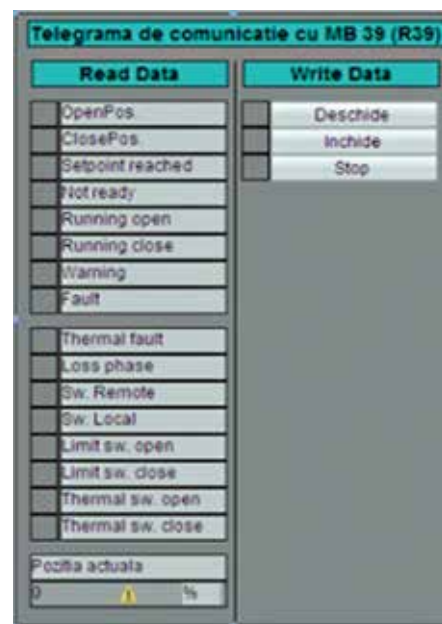 Telegrama de comunicatie cu MB 39 (R39)
Read Data
OpenPos.
ClosePos.
Setpoint reached
Not ready
Running open
Running close
Warning
Fault
Thermal fault
Loss phase
Sw. Remote
Sw. Local
Limit sw. open
Limit sw. close
Thermal sw. open
Thermal sw. close
Pozitia actuala
0 %
Write Data
Deschide
Inchide
Stop